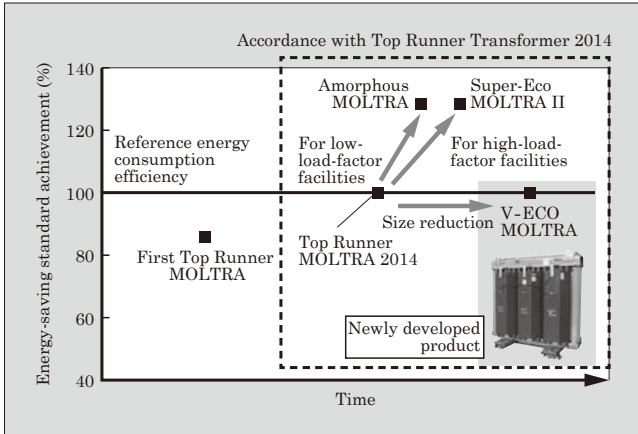 Accordance with Top Runner Transformer 2014
Energy-saving standard achievement (%)
140
120
100
80
60
40
Amorphous
MOLTRA
Super-Eco
MOLTRA II
Reference energy
consumption
efficiency
For low-
load-factor
facilities
For high-load-
factor facilities
Size reduction
V-ECO
MOLTRA
First Top Runner
MOLTRA
Top Runner
MOLTRA 2014
Newly developed
product
Time